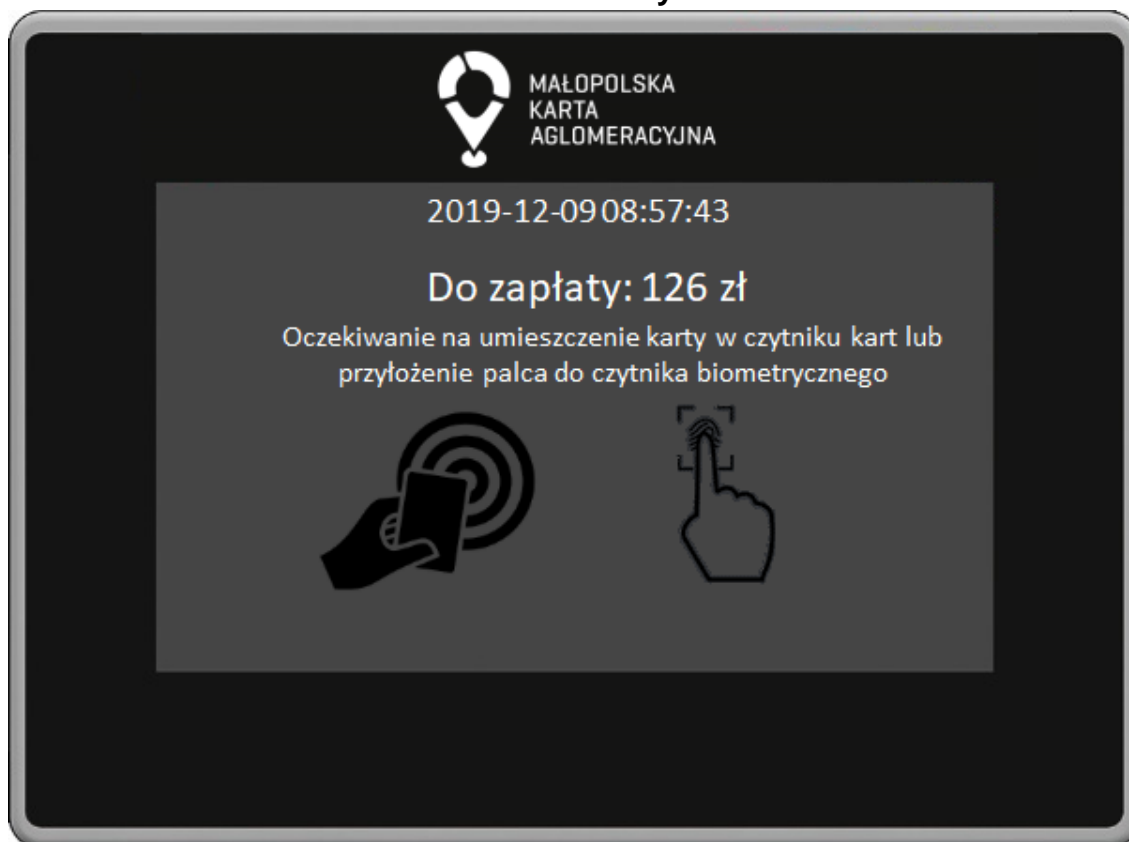 MAŁOPOLSKA
KARTA
AGLOMERACYJNA
2019-12-09 08:57:43
Do zapłaty: 126 zł
Oczekiwanie na umieszczenie karty w czytniku kart lub
przyłożenie palca do czytnika biometrycznego